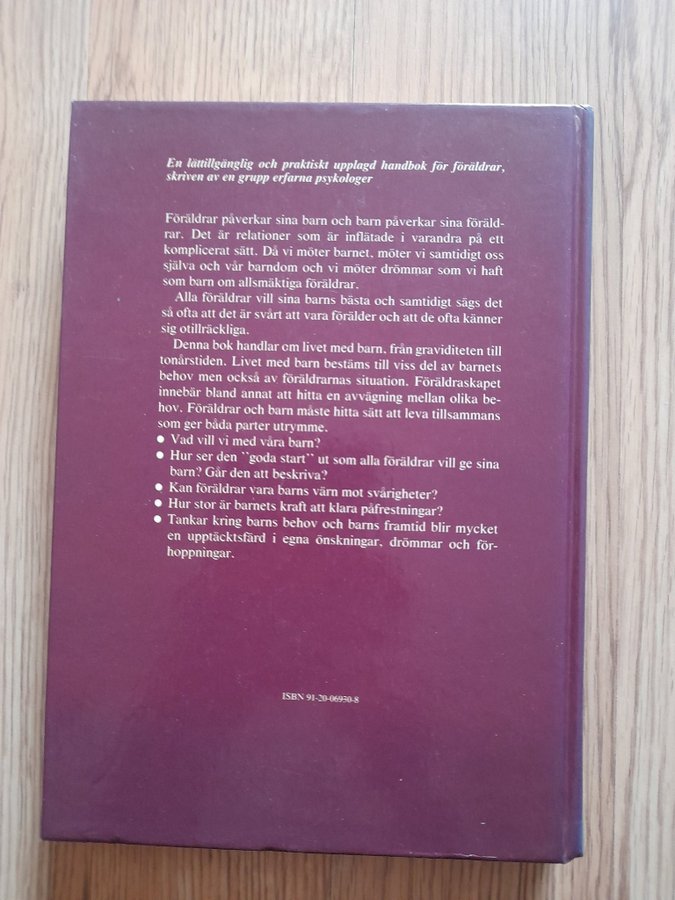 En lättillgänglig och praktiskt upplagd handbok för föräldrar,
skriven av en grupp erfarna psykologer
Föräldrar påverkar sina barn och barn påverkar sina föräld-
rar. Det är relationer som är inflätade i varandra på ett
komplicerat sätt. Då vi möter barnet, möter vi samtidigt oss
själva och vår barndom och vi möter drömmar som vi haft
som barn om allsmäktiga föräldrar.
Alla föräldrar vill sina barns bästa och samtidigt sägs det
så ofta att det är svårt att vara förälder och att de ofta känner
sig otillräckliga.
Denna bok handlar om livet med barn, från graviditeten till
tonårstiden. Livet med barn bestäms till viss del av barnets
behov men också av föräldrarnas situation. Föräldraskapet
innebär bland annat att hitta en avvägning mellan olika be-
hov. Föräldrar och barn måste hitta sätt att leva tillsammans
som ger båda parter utrymme.
● Vad vill vi med våra barn?
● Hur ser den ''goda start'' ut som alla föräldrar vill ge sina
barn? Går den att beskriva?
● Kan föräldrar vara barns värn mot svårigheter?
● Hur stor är barnets kraft att klara påfrestningar?
● Tankar kring barns behov och barns framtid blir mycket
en upptäcktsfärd i egna önskningar, drömmar och för-
hoppningar.
ISBN 91-20-06930-8